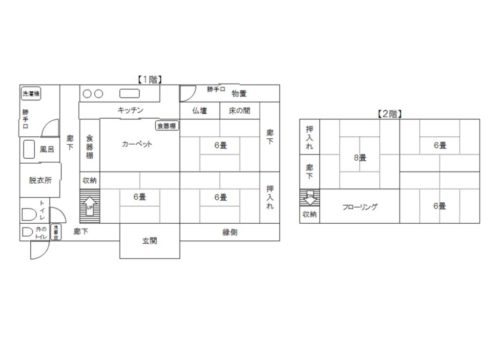 【1階】
洗濯機
勝手口
勝手口
物置
キッチン
仏壇
床の間
食器棚
廊下
食器棚
カーペット
6畳
廊下
風呂
脱衣所
収納
6畳
6畳
押入れ
トイレ
外のトイレ
廊下
玄関
縁側
【2階】
押入れ
8畳
6畳
廊下
収納
フローリング
6畳